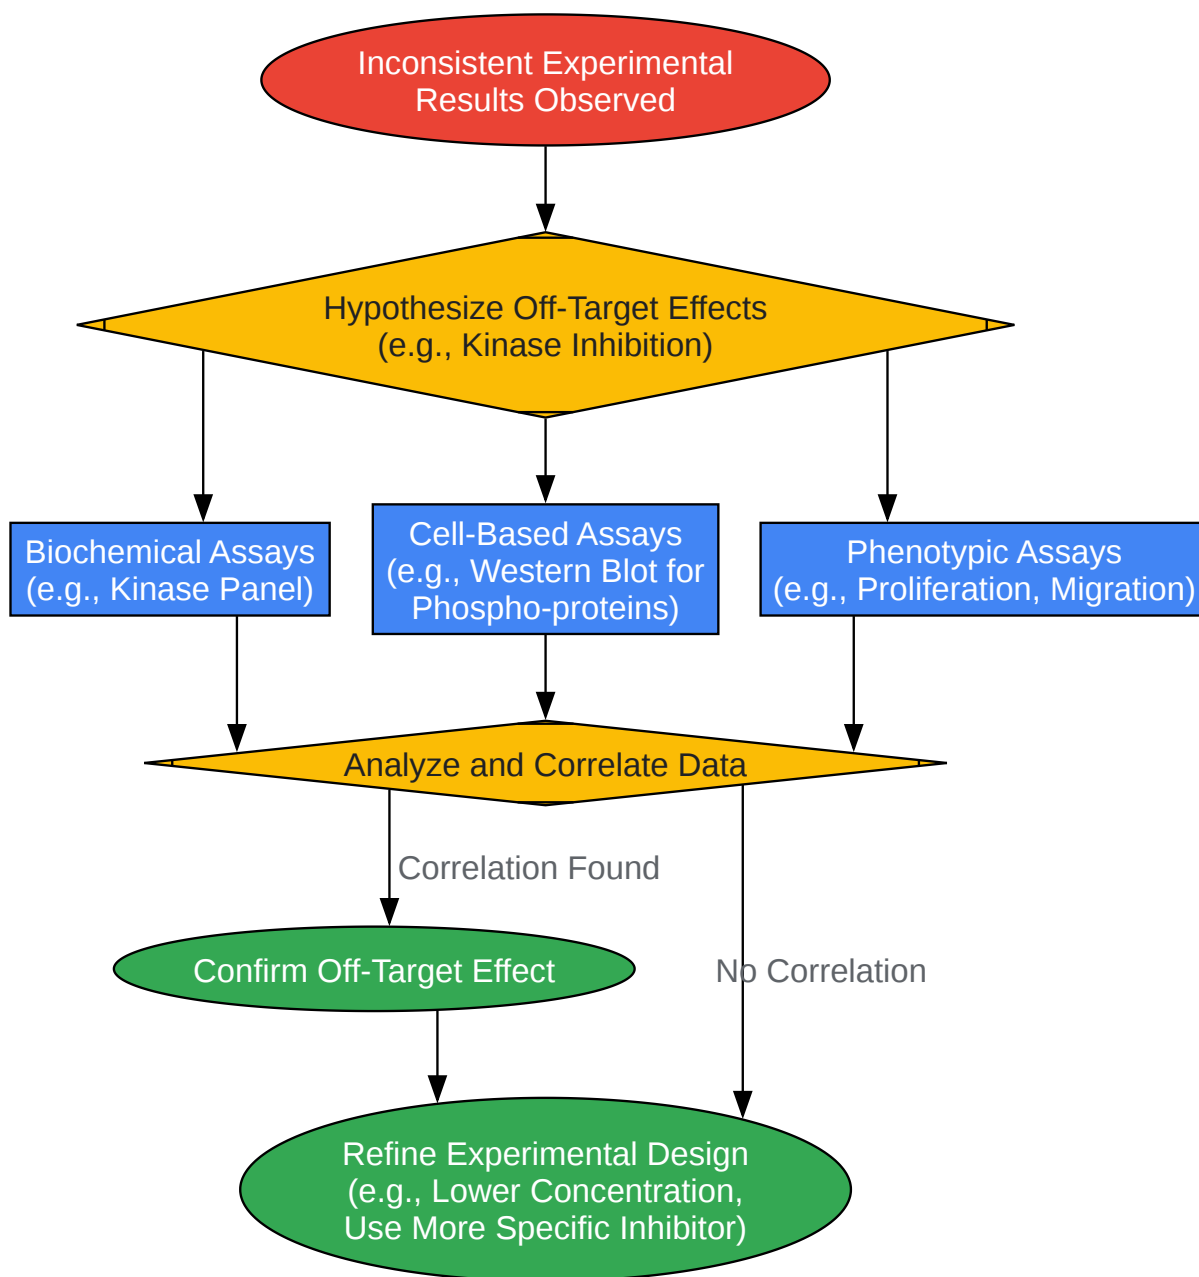 Inconsistent Experimental
Results Observed
Hypothesize Off-Target Effects
(e.g., Kinase Inhibition)
Biochemical Assays
(e.g., Kinase Panel)
Cell-Based Assays
(e.g., Western Blot for
Phospho-proteins)
Phenotypic Assays
(e.g., Proliferation, Migration)
Analyze and Correlate Data
Correlation Found
Confirm Off-Target Effect
No Correlation
Refine Experimental Design
(e.g., Lower Concentration,
Use More Specific Inhibitor)